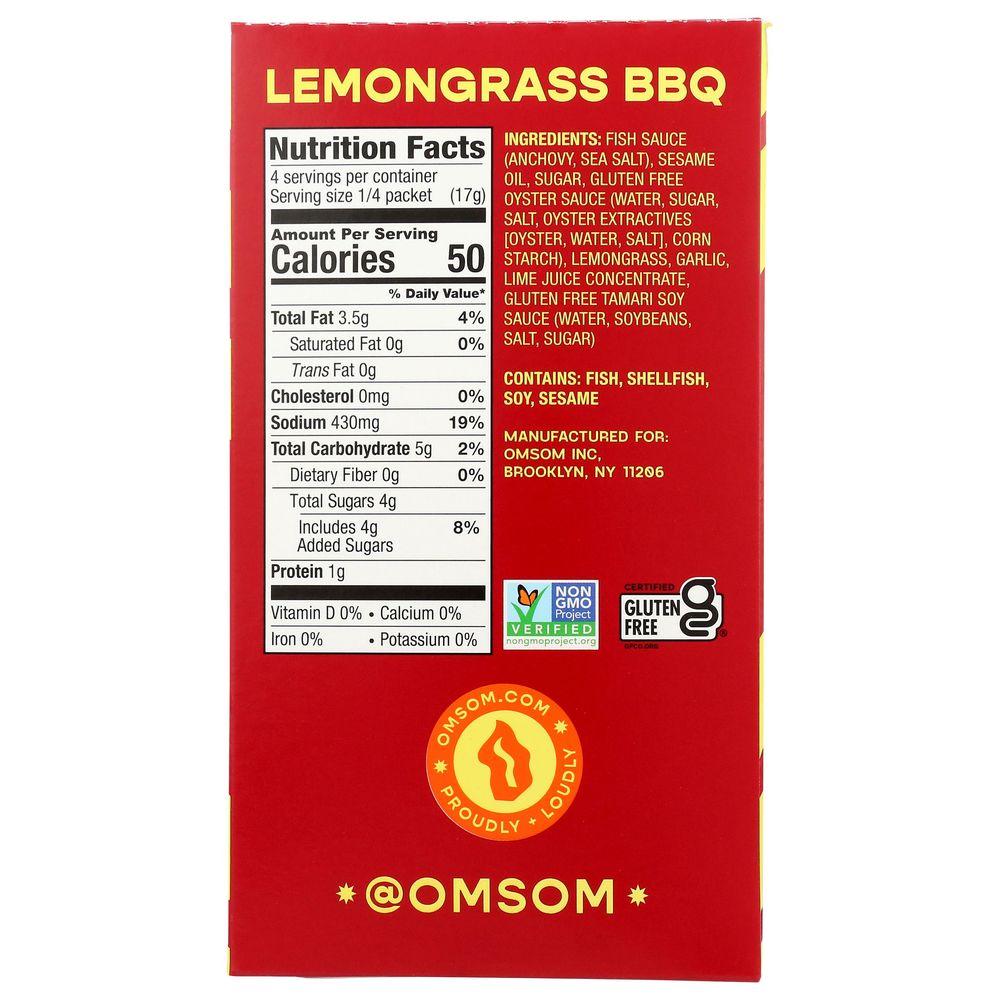 LEMONGRASS BBQ
Nutrition Facts
4 servings per container
Serving size 1/4 packet (17g)
Amount Per Serving
Calories 50
% Daily Value*
Total Fat 3.5g 4%
Saturated Fat 0g 0%
Trans Fat 0g
Cholesterol 0mg 0%
Sodium 430mg 19%
Total Carbohydrate 5g 2%
Dietary Fiber 0g 0%
Total Sugars 4g
Includes 4g 8%
Added Sugars
Protein 1g
Vitamin D 0% • Calcium 0%
Iron 0% • Potassium 0%
INGREDIENTS: FISH SAUCE
(ANCHOVY, SEA SALT), SESAME
OIL, SUGAR, GLUTEN FREE
OYSTER SAUCE (WATER, SUGAR,
SALT, OYSTER EXTRACTIVES
[OYSTER, WATER, SALT], CORN
STARCH), LEMONGRASS, GARLIC,
LIME JUICE CONCENTRATE,
GLUTEN FREE TAMARI SOY
SAUCE (WATER, SOYBEANS,
SALT, SUGAR)
CONTAINS: FISH, SHELLFISH,
SOY, SESAME
MANUFACTURED FOR:
OMSOM INC,
BROOKLYN, NY 11206
NON
GMO
Project
VERIFIED
nongmoproject.org
CERTIFIED
GLUTEN
FREE
g
®
GFCO.ORG
OMSOM.COM
PROUDLY + LOUDLY
@OMSOM